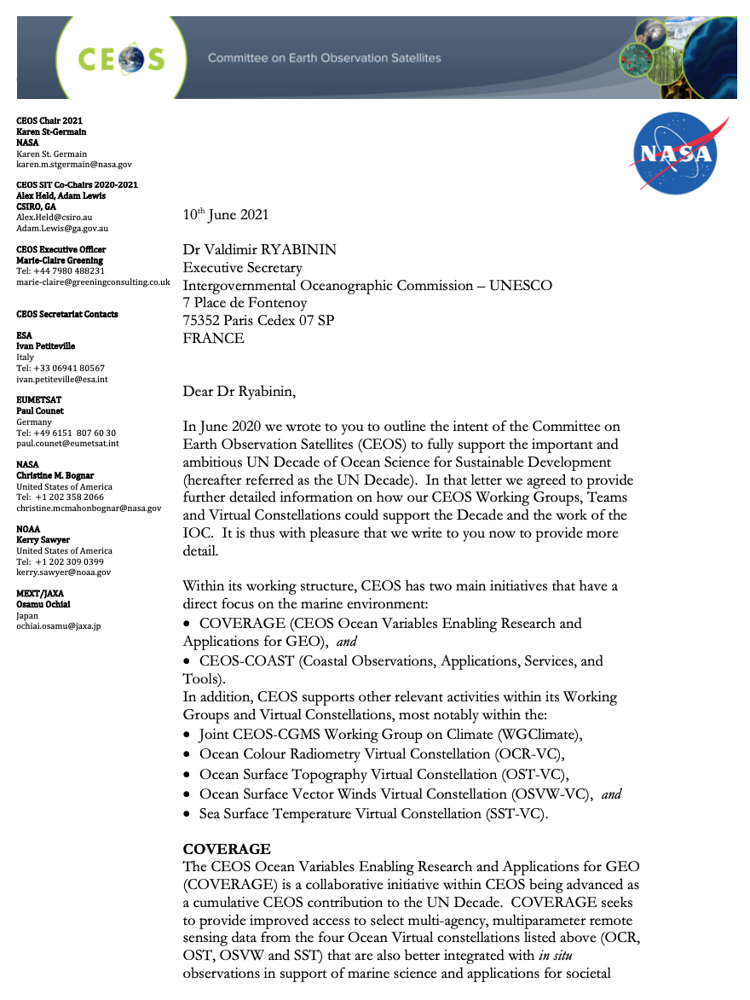 CEOS
Committee on Earth Observation Satellites
NASA
CEOS Chair 2021
Karen St-Germain
NASA
Karen St. Germain
karen.m.stgermain@nasa.gov
CEOS SIT Co-Chairs 2020-2021
Alex Held, Adam Lewis
CSIRO, GA
Alex.Held@csiro.au
Adam.Lewis@ga.gov.au
CEOS Executive Officer
Marie-Claire Greening
Tel: +44 7980 488231
marie-claire@greeningconsulting.co.uk
CEOS Secretariat Contacts
ESA
Ivan Petiteville
Italy
Tel: +33 06941 80567
ivan.petiteville@esa.int
EUMETSAT
Paul Counet
Germany
Tel: +49 6151 807 60 30
paul.counet@eumetsat.int
NASA
Christine M. Bognar
United States of America
Tel: +1 202 358 2066
christine.mcmahonbognar@nasa.gov
NOAA
Kerry Sawyer
United States of America
Tel: +1 202 309 0399
kerry.sawyer@noaa.gov
MEXT/JAXA
Osamu Ochiai
Japan
ochiai.osamu@jaxa.jp
10th June 2021
Dr Valdimir RYABININ
Executive Secretary
Intergovernmental Oceanographic Commission – UNESCO
7 Place de Fontenoy
75352 Paris Cedex 07 SP
FRANCE
Dear Dr Ryabinin,
In June 2020 we wrote to you to outline the intent of the Committee on
Earth Observation Satellites (CEOS) to fully support the important and
ambitious UN Decade of Ocean Science for Sustainable Development
(hereafter referred as the UN Decade). In that letter we agreed to provide
further detailed information on how our CEOS Working Groups, Teams
and Virtual Constellations could support the Decade and the work of the
IOC. It is thus with pleasure that we write to you now to provide more
detail.
Within its working structure, CEOS has two main initiatives that have a
direct focus on the marine environment:
• COVERAGE (CEOS Ocean Variables Enabling Research and
Applications for GEO), and
• CEOS-COAST (Coastal Observations, Applications, Services, and
Tools).
In addition, CEOS supports other relevant activities within its Working
Groups and Virtual Constellations, most notably within the:
• Joint CEOS-CGMS Working Group on Climate (WGClimate),
• Ocean Colour Radiometry Virtual Constellation (OCR-VC),
• Ocean Surface Topography Virtual Constellation (OST-VC),
• Ocean Surface Vector Winds Virtual Constellation (OSVW-VC), and
• Sea Surface Temperature Virtual Constellation (SST-VC).
COVERAGE
The CEOS Ocean Variables Enabling Research and Applications for GEO
(COVERAGE) is a collaborative initiative within CEOS being advanced as
a cumulative CEOS contribution to the UN Decade. COVERAGE seeks
to provide improved access to select multi-agency, multiparameter remote
sensing data from the four Ocean Virtual constellations listed above (OCR,
OST, OSVW and SST) that are also better integrated with in situ
observations in support of marine science and applications for societal